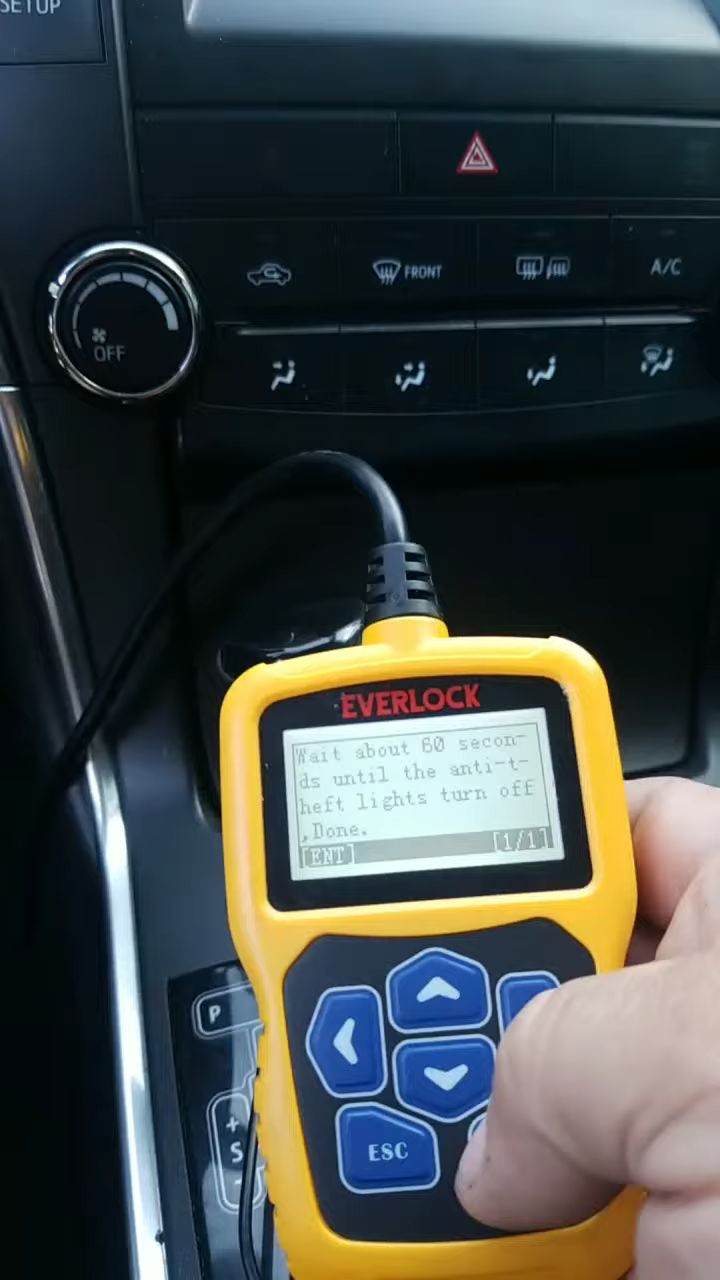 SETUP
FRONT
A/C
OFF
EVERLOCK
Wait about 60 secon-
ds until the anti-t-
heft lights turn off
,Done.
[ENT] [1/1]
P
+
S
-
ESC